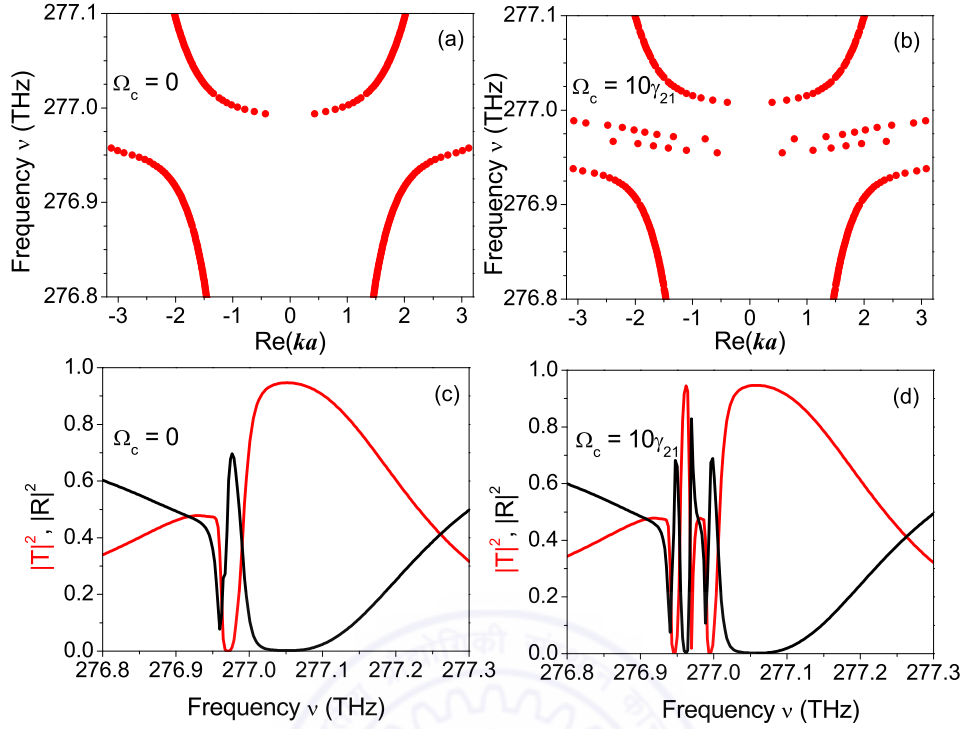 277.1
277.0
276.9
276.8
Frequency ν (THz)
(a)
Ωc = 0
-3 -2 -1 0 1 2 3
Re(ka)
277.1
277.0
276.9
276.8
Frequency ν (THz)
(b)
Ωc = 10γ21
-3 -2 -1 0 1 2 3
Re(ka)
1.0
0.8
0.6
0.4
0.2
0.0
|T|², |R|²
(c)
Ωc = 0
276.8 276.9 277.0 277.1 277.2 277.3
Frequency ν (THz)
1.0
0.8
0.6
0.4
0.2
0.0
|T|², |R|²
(d)
Ωc = 10γ21
276.8 276.9 277.0 277.1 277.2 277.3
Frequency ν (THz)